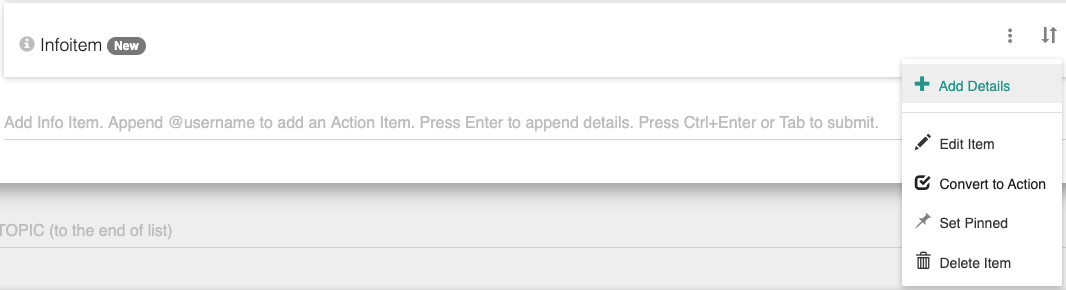 Infoitem New
Add Details
Add Info Item. Append @username to add an Action Item. Press Enter to append details. Press Ctrl+Enter or Tab to submit.
Edit Item
Convert to Action
Set Pinned
TOPIC (to the end of list)
Delete Item